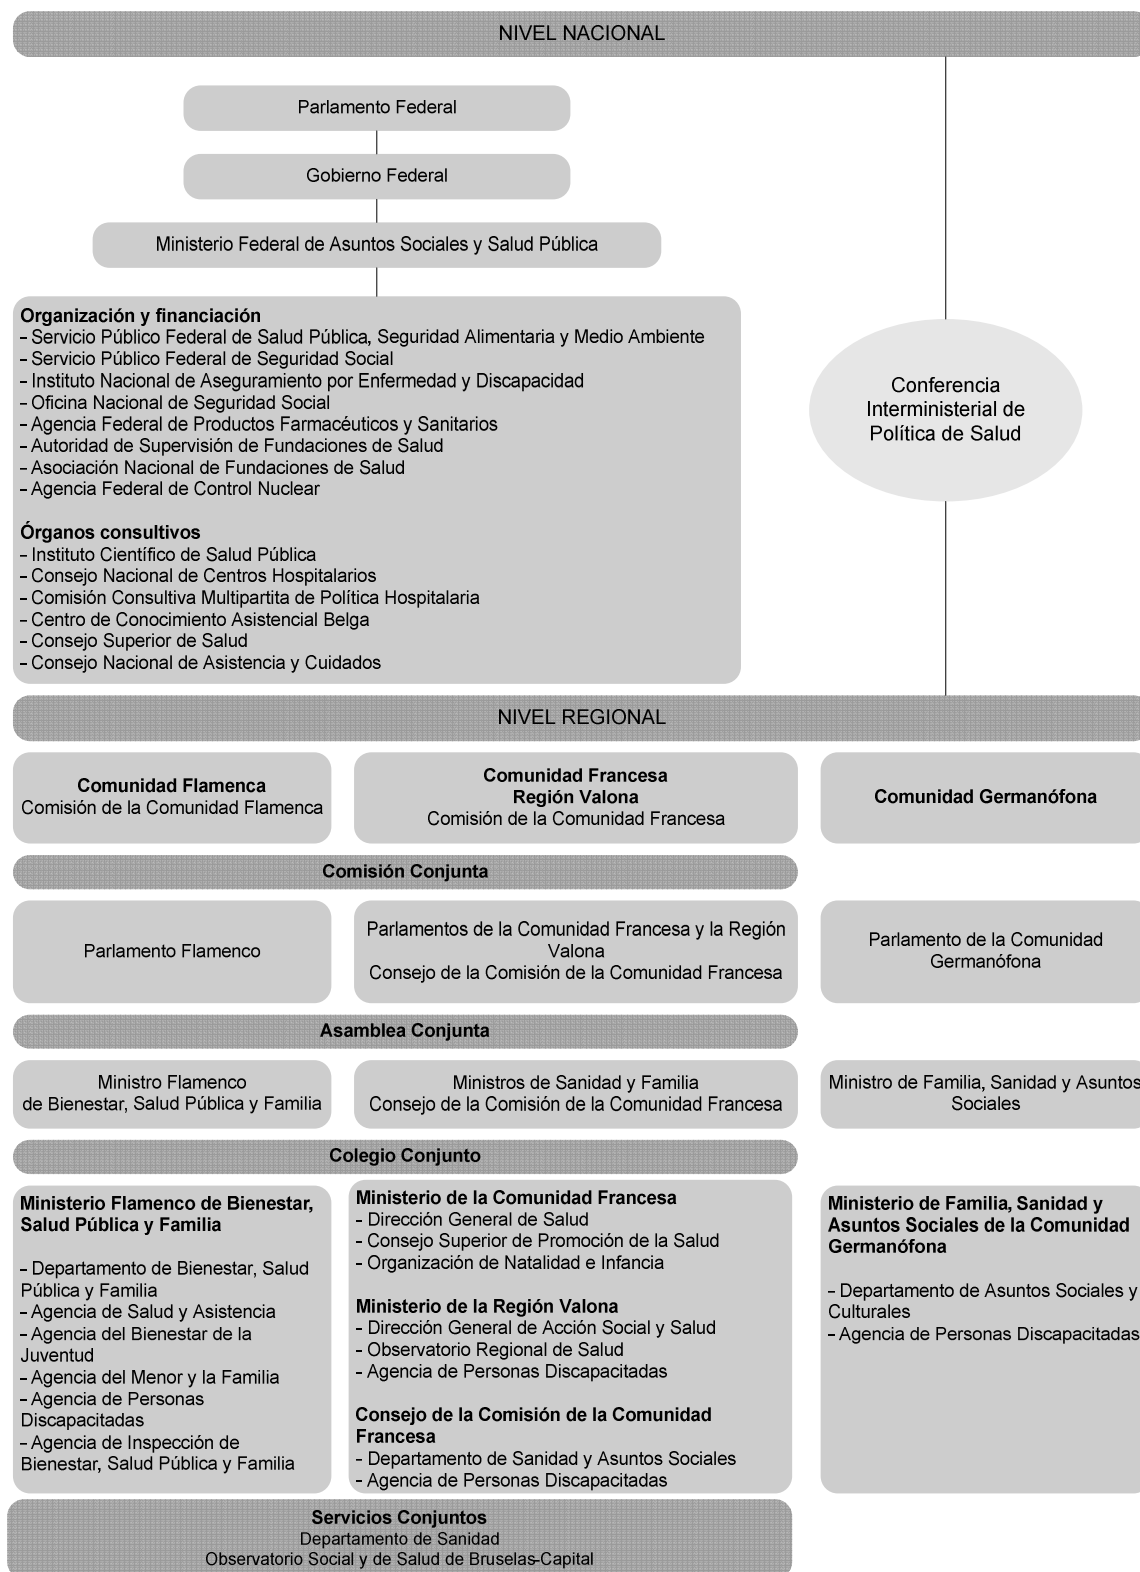 NIVEL NACIONAL
Parlamento Federal
Gobierno Federal
Ministerio Federal de Asuntos Sociales y Salud Pública
Organización y financiación
- Servicio Público Federal de Salud Pública, Seguridad Alimentaria y Medio Ambiente
- Servicio Público Federal de Seguridad Social
- Instituto Nacional de Aseguramiento por Enfermedad y Discapacidad
- Oficina Nacional de Seguridad Social
- Agencia Federal de Productos Farmacéuticos y Sanitarios
- Autoridad de Supervisión de Fundaciones de Salud
- Asociación Nacional de Fundaciones de Salud
- Agencia Federal de Control Nuclear
Órganos consultivos
- Instituto Científico de Salud Pública
- Consejo Nacional de Centros Hospitalarios
- Comisión Consultiva Multipartita de Política Hospitalaria
- Centro de Conocimiento Asistencial Belga
- Consejo Superior de Salud
- Consejo Nacional de Asistencia y Cuidados
Conferencia
Interministerial de
Política de Salud
NIVEL REGIONAL
Comunidad Flamenca
Comisión de la Comunidad Flamenca
Comunidad Francesa
Región Valona
Comisión de la Comunidad Francesa
Comunidad Germanófona
Comisión Conjunta
Parlamento Flamenco
Parlamentos de la Comunidad Francesa y la Región
Valona
Consejo de la Comisión de la Comunidad Francesa
Parlamento de la Comunidad
Germanófona
Asamblea Conjunta
Ministro Flamenco
de Bienestar, Salud Pública y Familia
Ministros de Sanidad y Familia
Consejo de la Comisión de la Comunidad Francesa
Ministro de Familia, Sanidad y Asuntos
Sociales
Colegio Conjunto
Ministerio Flamenco de Bienestar,
Salud Pública y Familia
- Departamento de Bienestar, Salud
Pública y Familia
- Agencia de Salud y Asistencia
- Agencia del Bienestar de la
Juventud
- Agencia del Menor y la Familia
- Agencia de Personas
Discapacitadas
- Agencia de Inspección de
Bienestar, Salud Pública y Familia
Ministerio de la Comunidad Francesa
- Dirección General de Salud
- Consejo Superior de Promoción de la Salud
- Organización de Natalidad e Infancia
Ministerio de la Región Valona
- Dirección General de Acción Social y Salud
- Observatorio Regional de Salud
- Agencia de Personas Discapacitadas
Consejo de la Comisión de la Comunidad
Francesa
- Departamento de Sanidad y Asuntos Sociales
- Agencia de Personas Discapacitadas
Ministerio de Familia, Sanidad y
Asuntos Sociales de la Comunidad
Germanófona
- Departamento de Asuntos Sociales y
Culturales
- Agencia de Personas Discapacitadas
Servicios Conjuntos
Departamento de Sanidad
Observatorio Social y de Salud de Bruselas-Capital